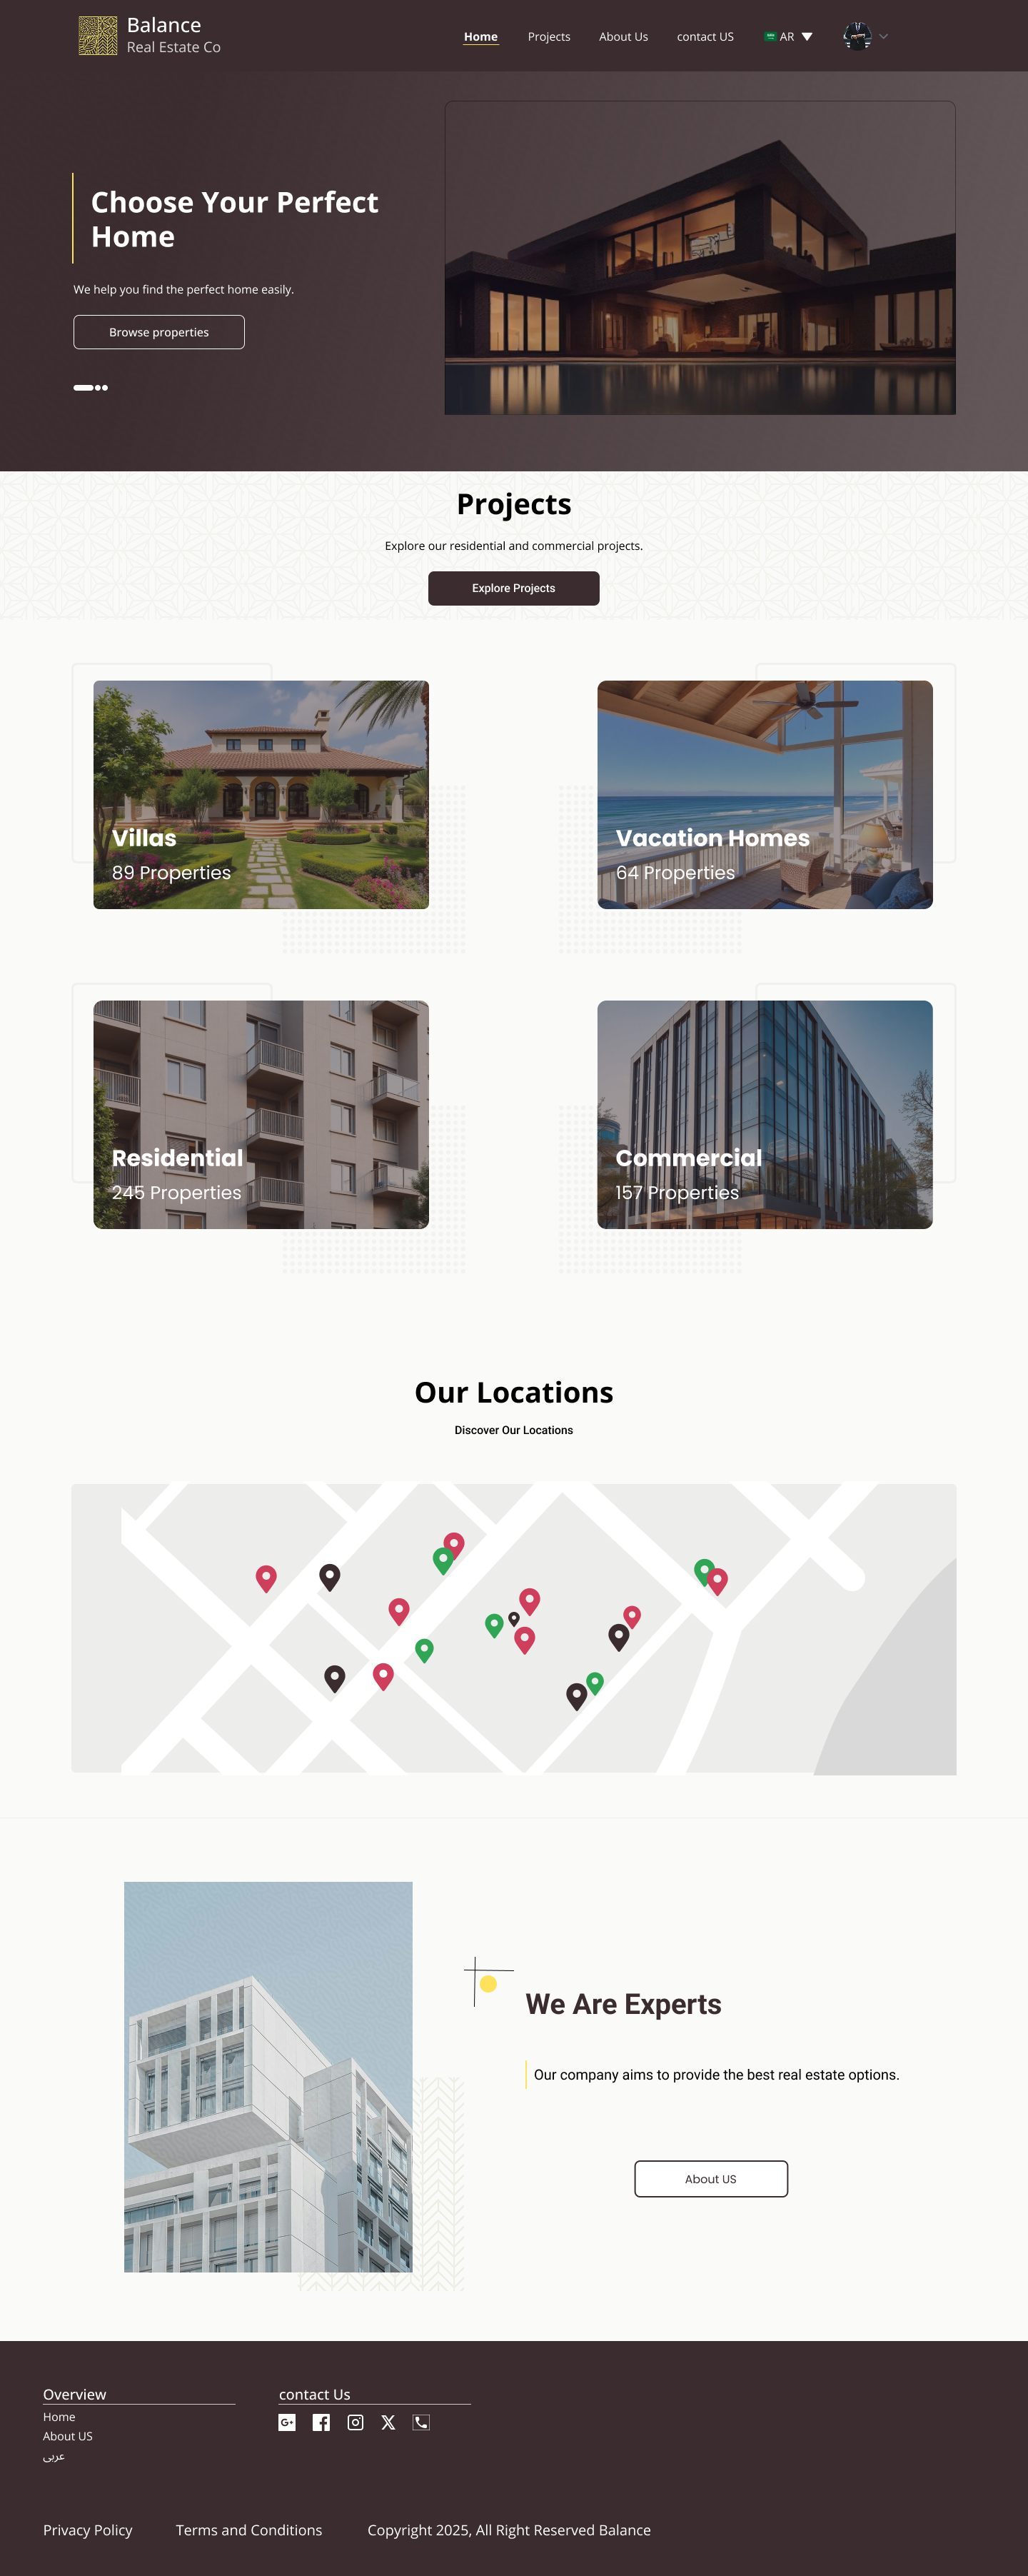 Balance
Real Estate Co
Home
Projects
About Us
contact US
AR
Choose Your Perfect
Home
We help you find the perfect home easily.
Browse properties
Projects
Explore our residential and commercial projects.
Explore Projects
Villas
89 Properties
Vacation Homes
64 Properties
Residential
245 Properties
Commercial
157 Properties
Our Locations
Discover Our Locations
We Are Experts
Our company aims to provide the best real estate options.
About US
Overview
Home
About US
عربى
contact Us
G+
Privacy Policy
Terms and Conditions
Copyright 2025, All Right Reserved Balance